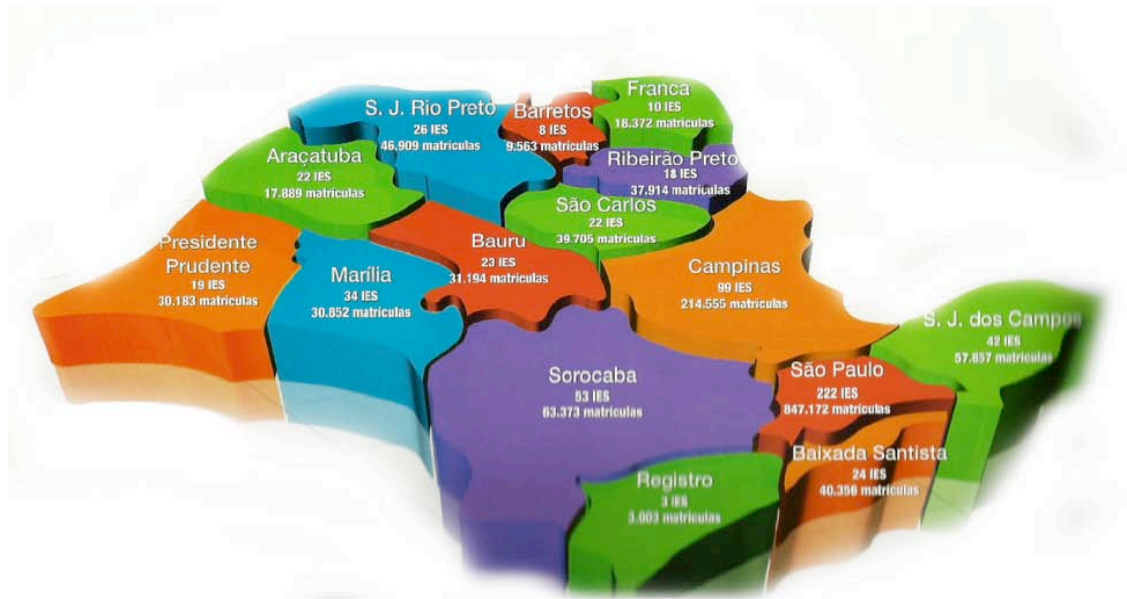 S. J. Rio Preto
26 IES
46.909 matrículas
Barretos
8 IES
9.563 matrículas
Franca
10 IES
18.372 matrículas
Araçatuba
22 IES
17.889 matrículas
Ribeirão Preto
18 IES
37.914 matrículas
São Carlos
22 IES
39.705 matrículas
Presidente
Prudente
19 IES
30.183 matrículas
Marília
34 IES
30.852 matrículas
Bauru
23 IES
31.194 matrículas
Campinas
99 IES
214.555 matrículas
S. J. dos Campos
42 IES
57.857 matrículas
Sorocaba
53 IES
63.373 matrículas
São Paulo
222 IES
847.172 matrículas
Baixada Santista
24 IES
40.356 matrículas
Registro
3 IES
3.003 matrículas